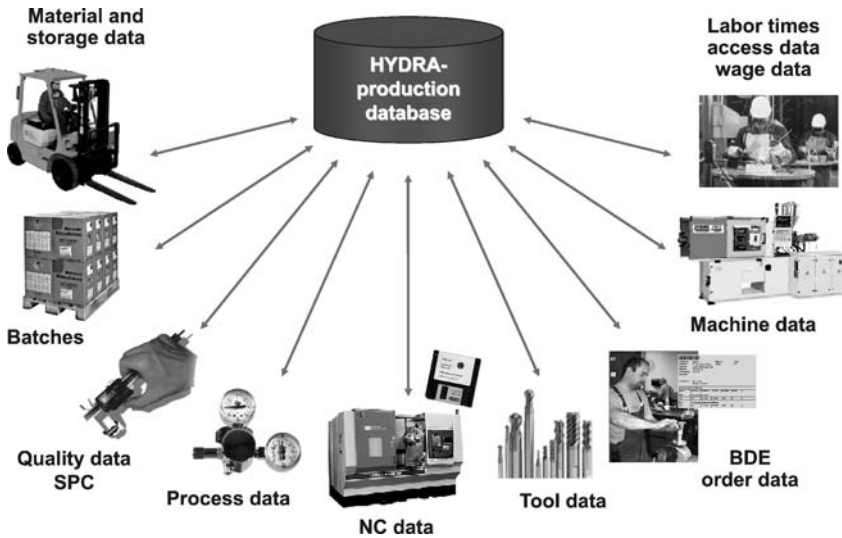 Material and
storage data
HYDRA-
production
database
Labor times
access data
wage data
Batches
Machine data
Quality data
SPC
Process data
NC data
Tool data
BDE
order data